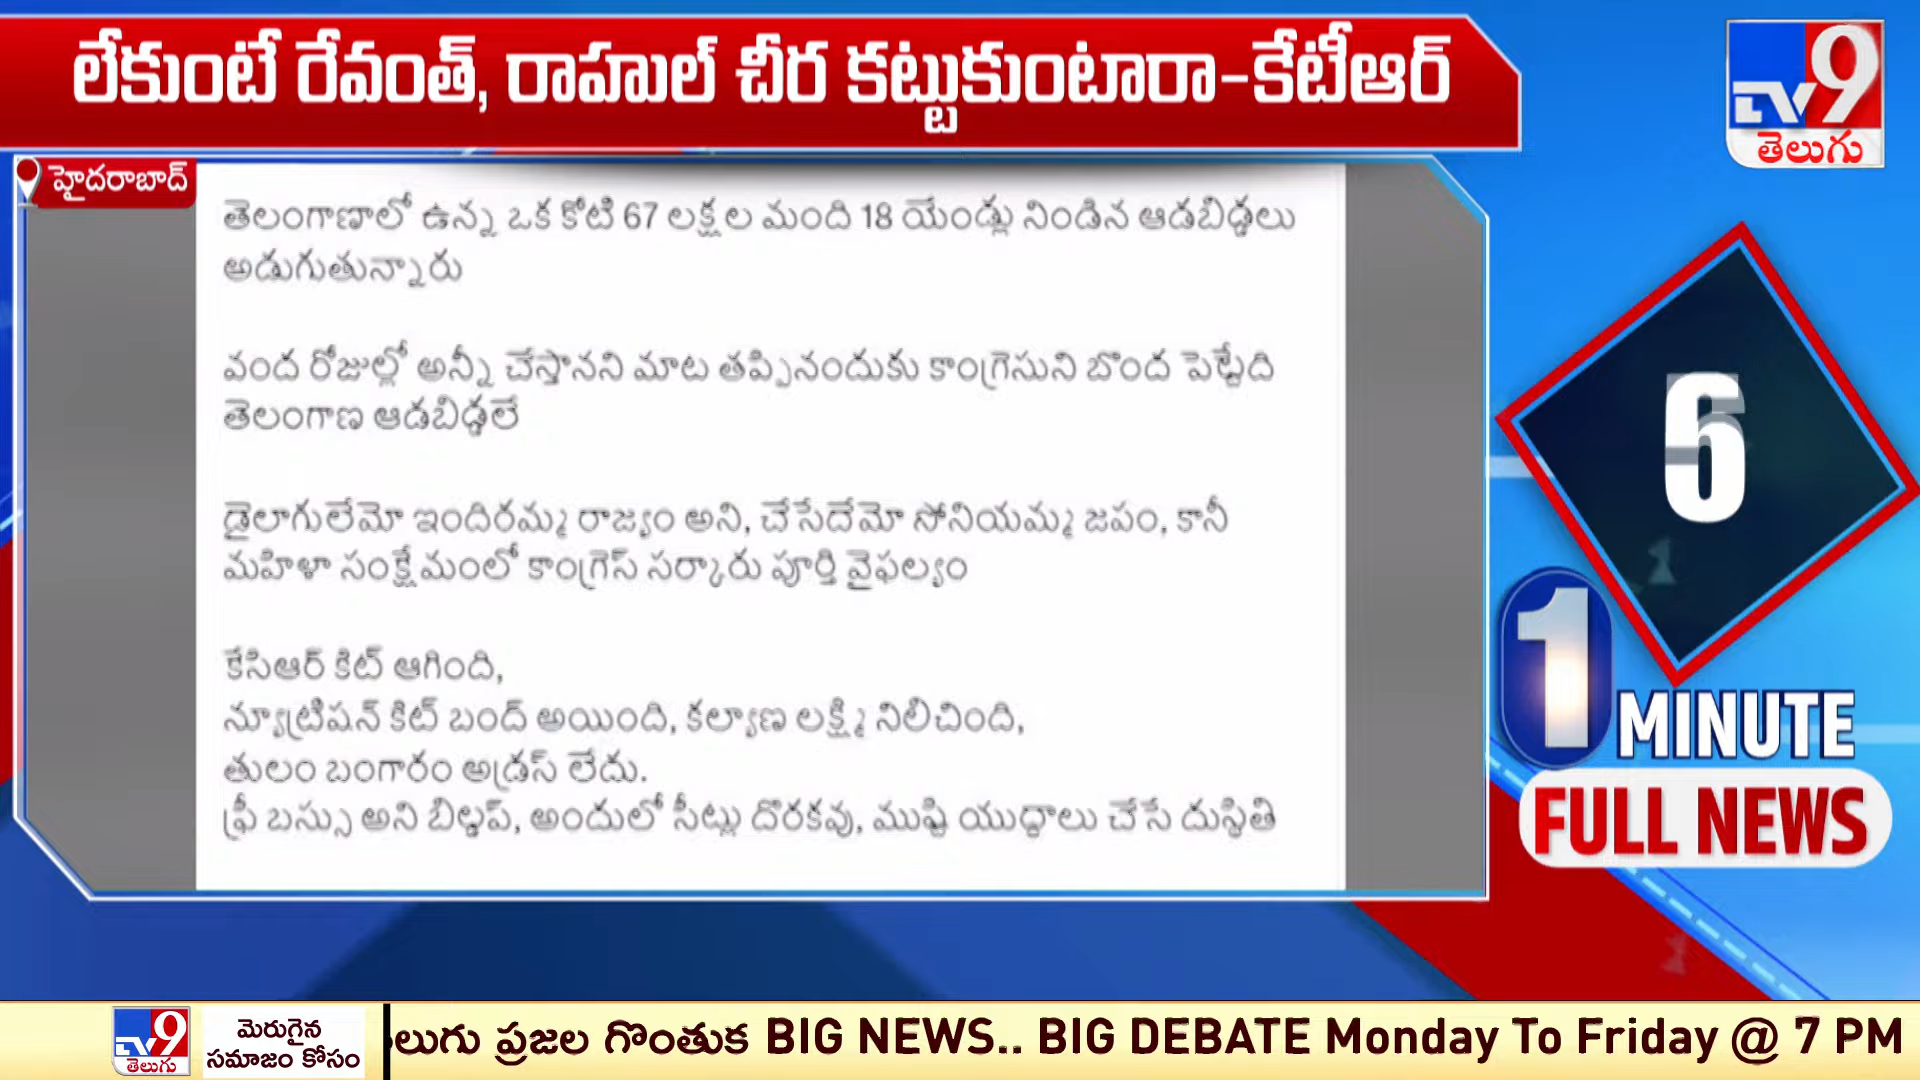 లేకుంటే రేవంత్, రాహుల్ చీర కట్టుకుంటారా-కేటీఆర్
TV9
తెలుగు
హైదరాబాద్
తెలంగాణాలో ఉన్న ఒక కోటి 67 లక్షల మంది 18 యేండ్లు నిండిన ఆడబిడ్డలు
అడుగుతున్నారు
వంద రోజుల్లో అన్నీ చేస్తానని మాట తప్పినందుకు కాంగ్రెసుని బొంద పెట్టేది
తెలంగాణ ఆడబిడ్డలే
డైలాగులేమో ఇందిరమ్మ రాజ్యం అని, చేసేదేమో సోనియమ్మ జపం, కానీ
మహిళా సంక్షేమంలో కాంగ్రెస్ సర్కారు పూర్తి వైఫల్యం
కేసిఆర్ కిట్ ఆగింది,
న్యూట్రిషన్ కిట్ బంద్ అయింది, కల్యాణ లక్ష్మి నిలిచింది,
తులం బంగారం అడ్రస్ లేదు.
ఫ్రీ బస్సు అని బిల్డప్, అందులో సీట్లు దొరకవు, ముష్టి యుద్ధాలు చేసే దుస్థితి
1 MINUTE
FULL NEWS
TV9
తెలుగు
మెరుగైన
సమాజం కోసం
లుగు ప్రజల గొంతుక BIG NEWS.. BIG DEBATE Monday To Friday @ 7 PM